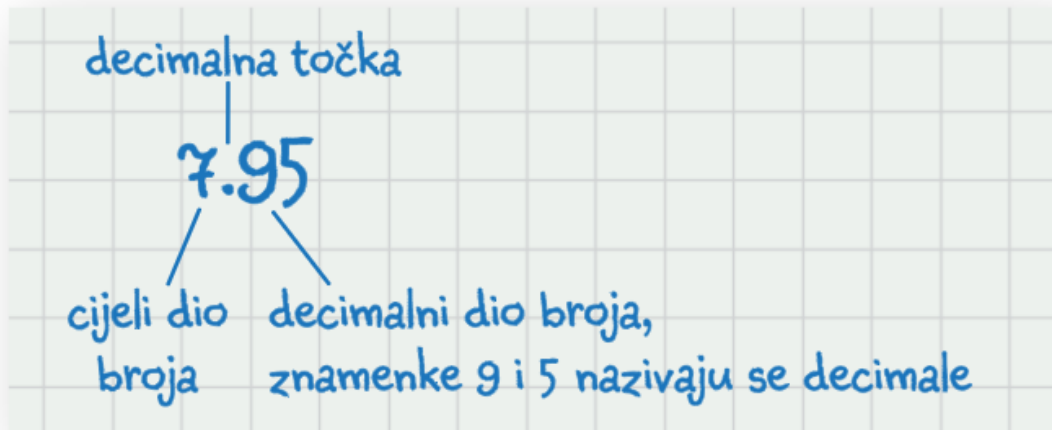 decimalna točka
7.95
cijeli dio decimalni dio broja,
broja znamenke 9 i 5 nazivaju se decimale